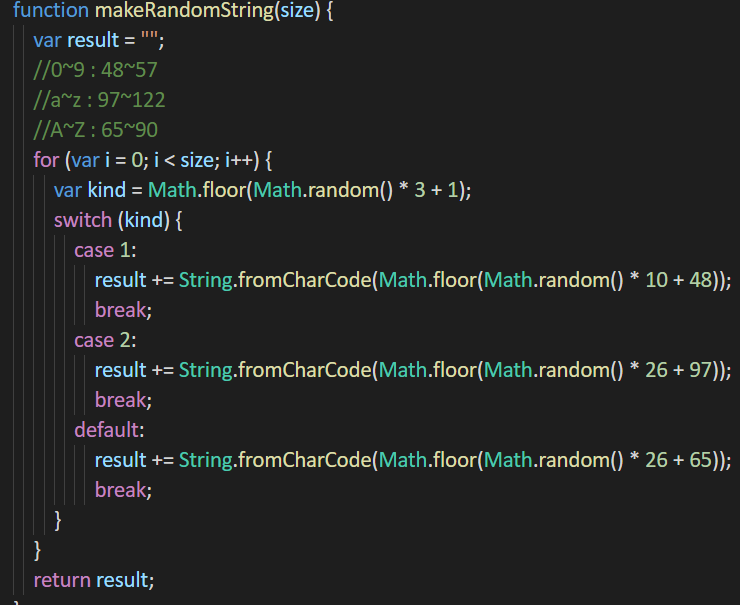 function makeRandomString(size) {
var result = "";
//0~9 : 48~57
//a~z : 97~122
//A~Z : 65~90
for (var i = 0; i < size; i++) {
var kind = Math.floor(Math.random() * 3 + 1);
switch (kind) {
case 1:
result += String.fromCharCode(Math.floor(Math.random() * 10 + 48));
break;
case 2:
result += String.fromCharCode(Math.floor(Math.random() * 26 + 97));
break;
default:
result += String.fromCharCode(Math.floor(Math.random() * 26 + 65));
break;
}
}
return result;
}